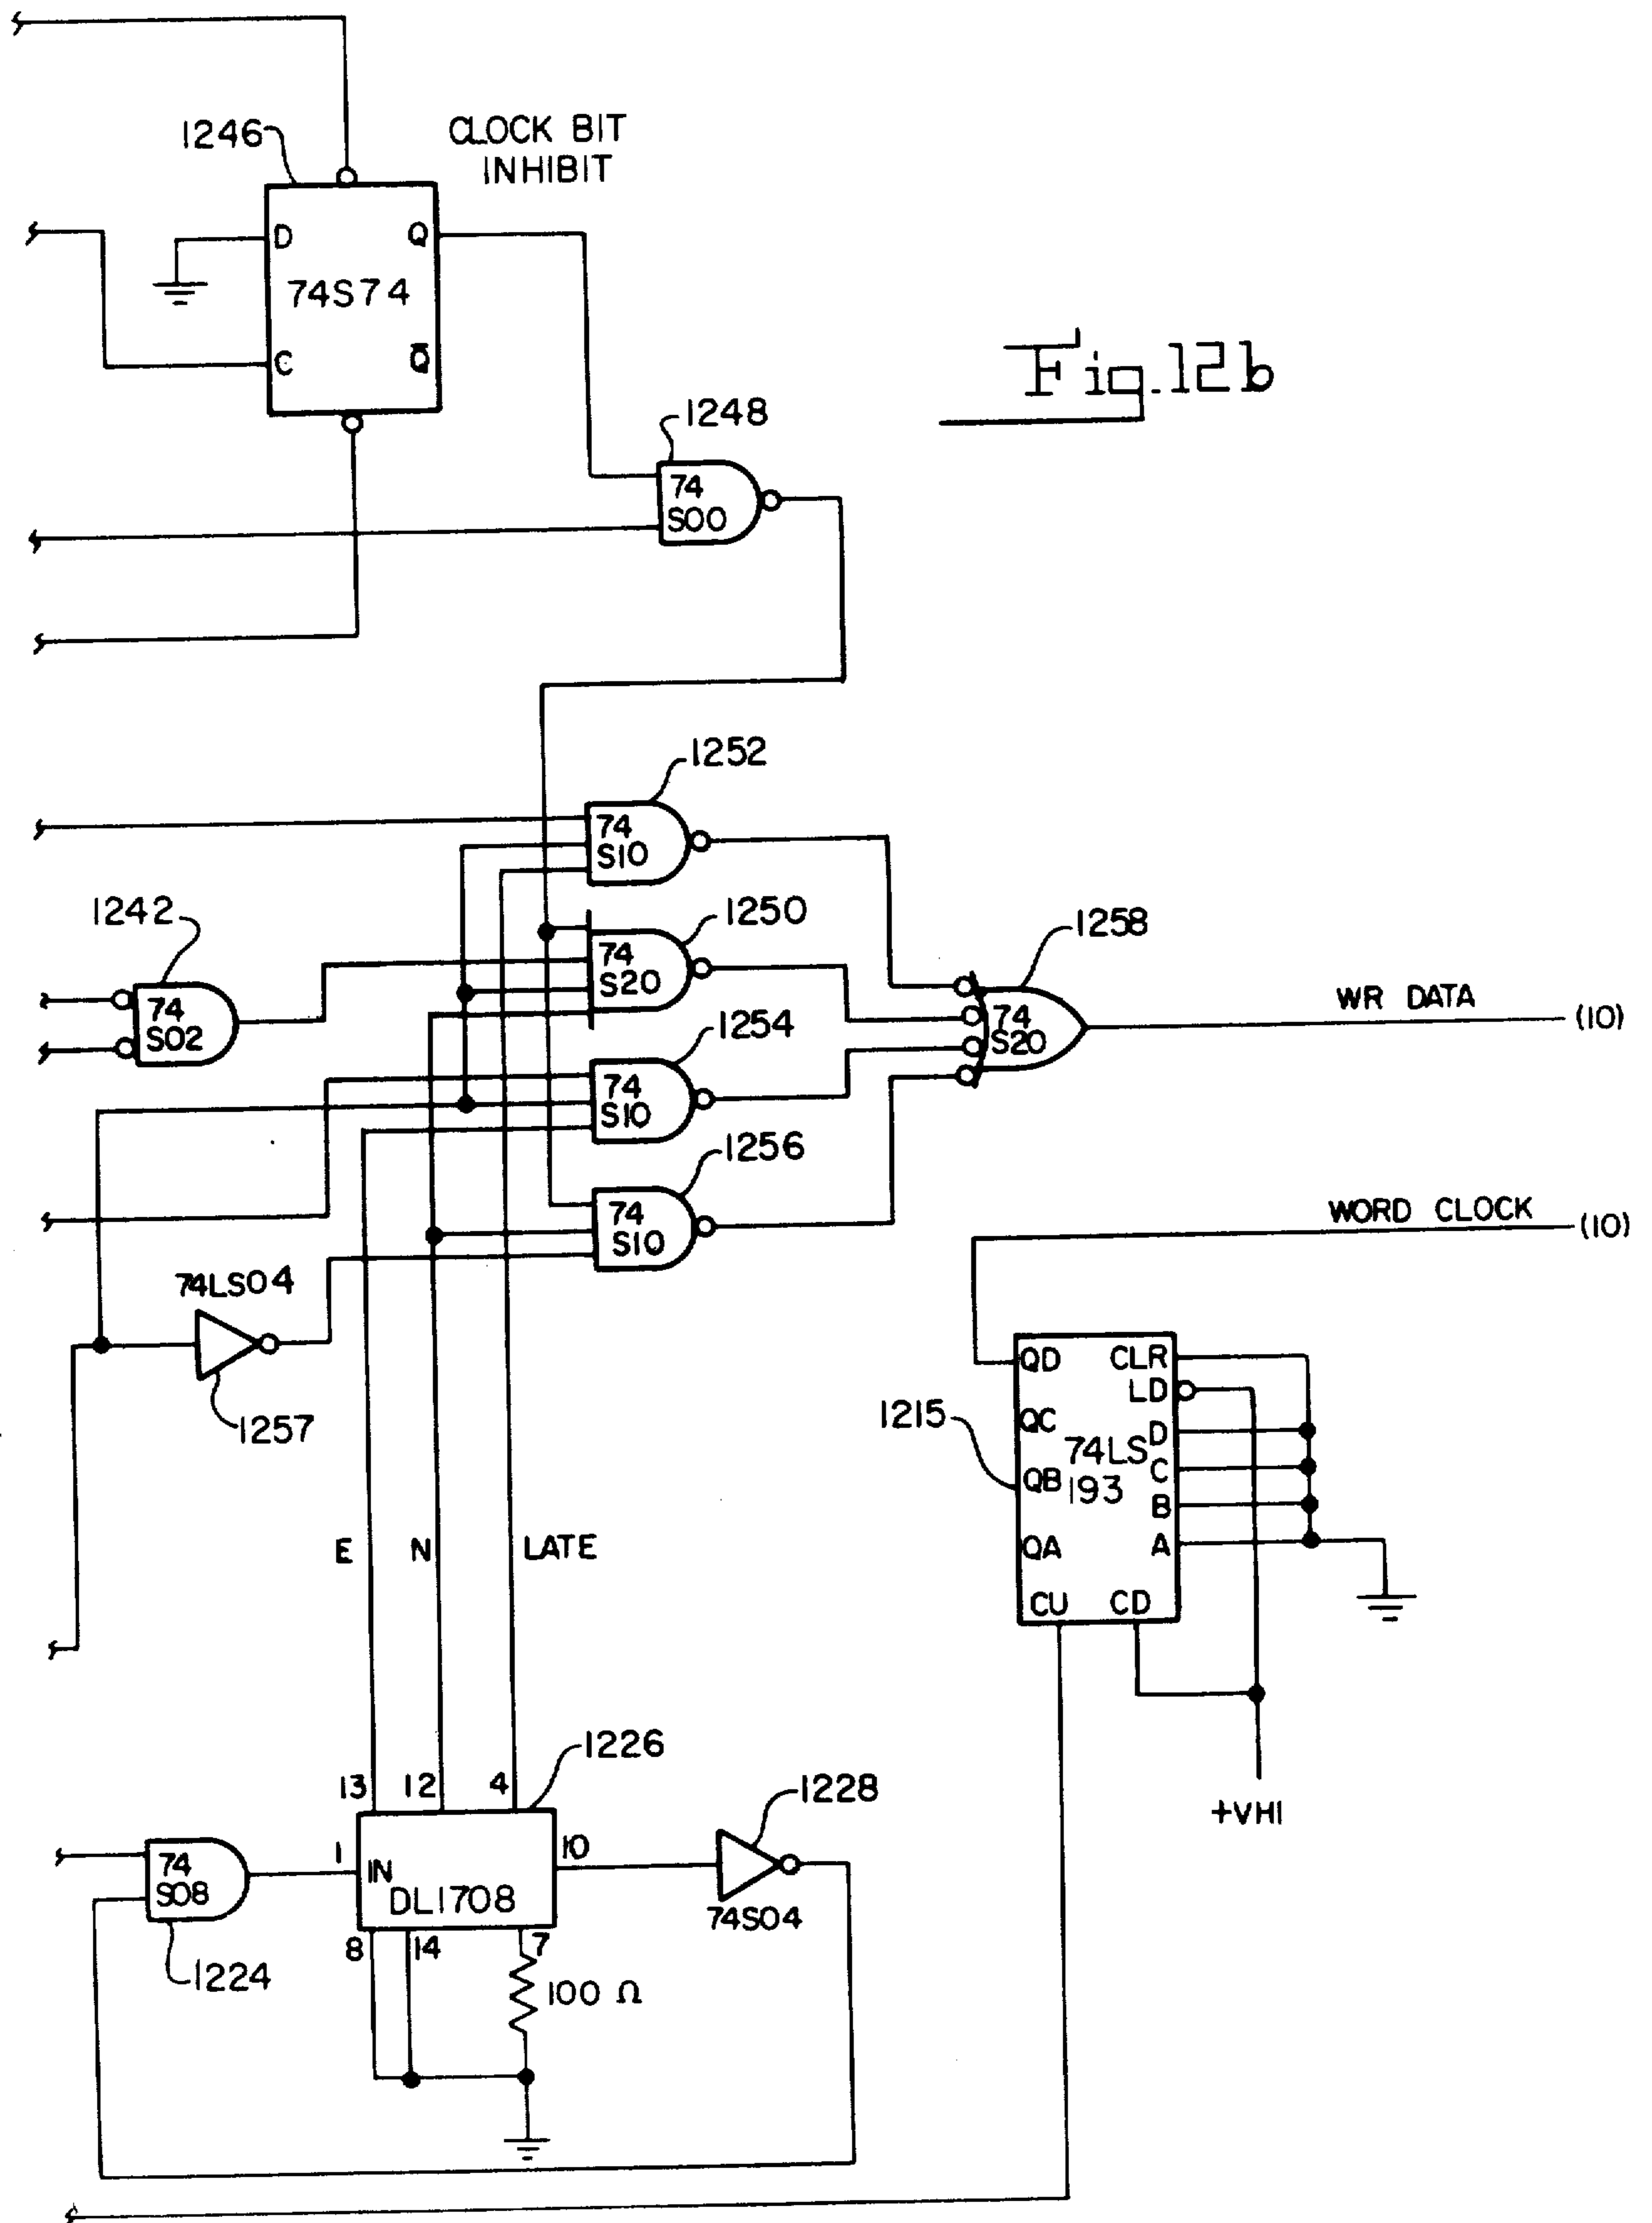 1246
CLOCK BIT
INHIBIT
D
Q
74S74
C
Q̅
Fig.12b
1248
74
S00
1252
74
S10
1242
74
S02
1250
74
S20
1258
74
S20
WR DATA
(10)
1254
74
S10
1256
74
S10
WORD CLOCK
(10)
74LS04
1257
QD
CLR
LD
1215
QC
D
74LS
193
QB
C
B
QA
A
CU
CD
+VHI
E
N
LATE
13
12
4
1226
1228
1
IN
10
DL1708
74
S08
74S04
8
14
7
1224
100 Ω